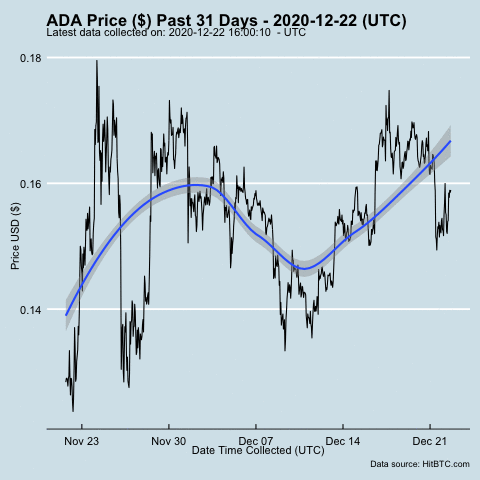 ADA Price ($) Past 31 Days - 2020-12-22 (UTC)
Latest data collected on: 2020-12-22 16:00:10 - UTC
0.18
0.16
0.14
Price USD ($)
Nov 23 Nov 30 Dec 07 Dec 14 Dec 21
Date Time Collected (UTC)
Data source: HitBTC.com